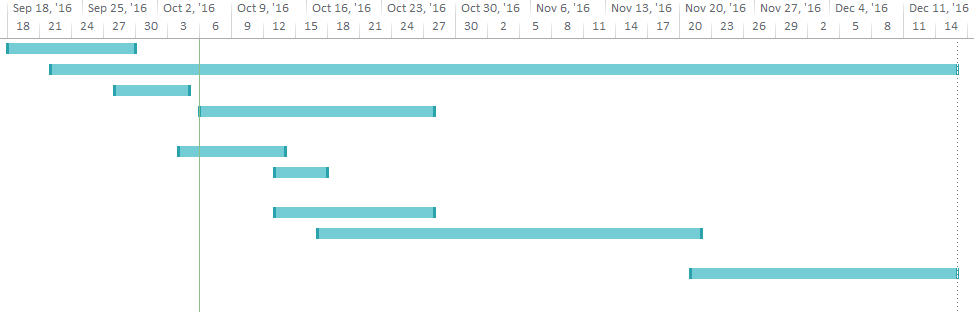 Sep 18, '16 Sep 25, '16 Oct 2, '16 Oct 9, '16 Oct 16, '16 Oct 23, '16 Oct 30, '16 Nov 6, '16 Nov 13, '16 Nov 20, '16 Nov 27, '16 Dec 4, '16 Dec 11, '16
18 21 24 27 30 3 6 9 12 15 18 21 24 27 30 2 5 8 11 14 17 20 23 26 29 2 5 8 11 14